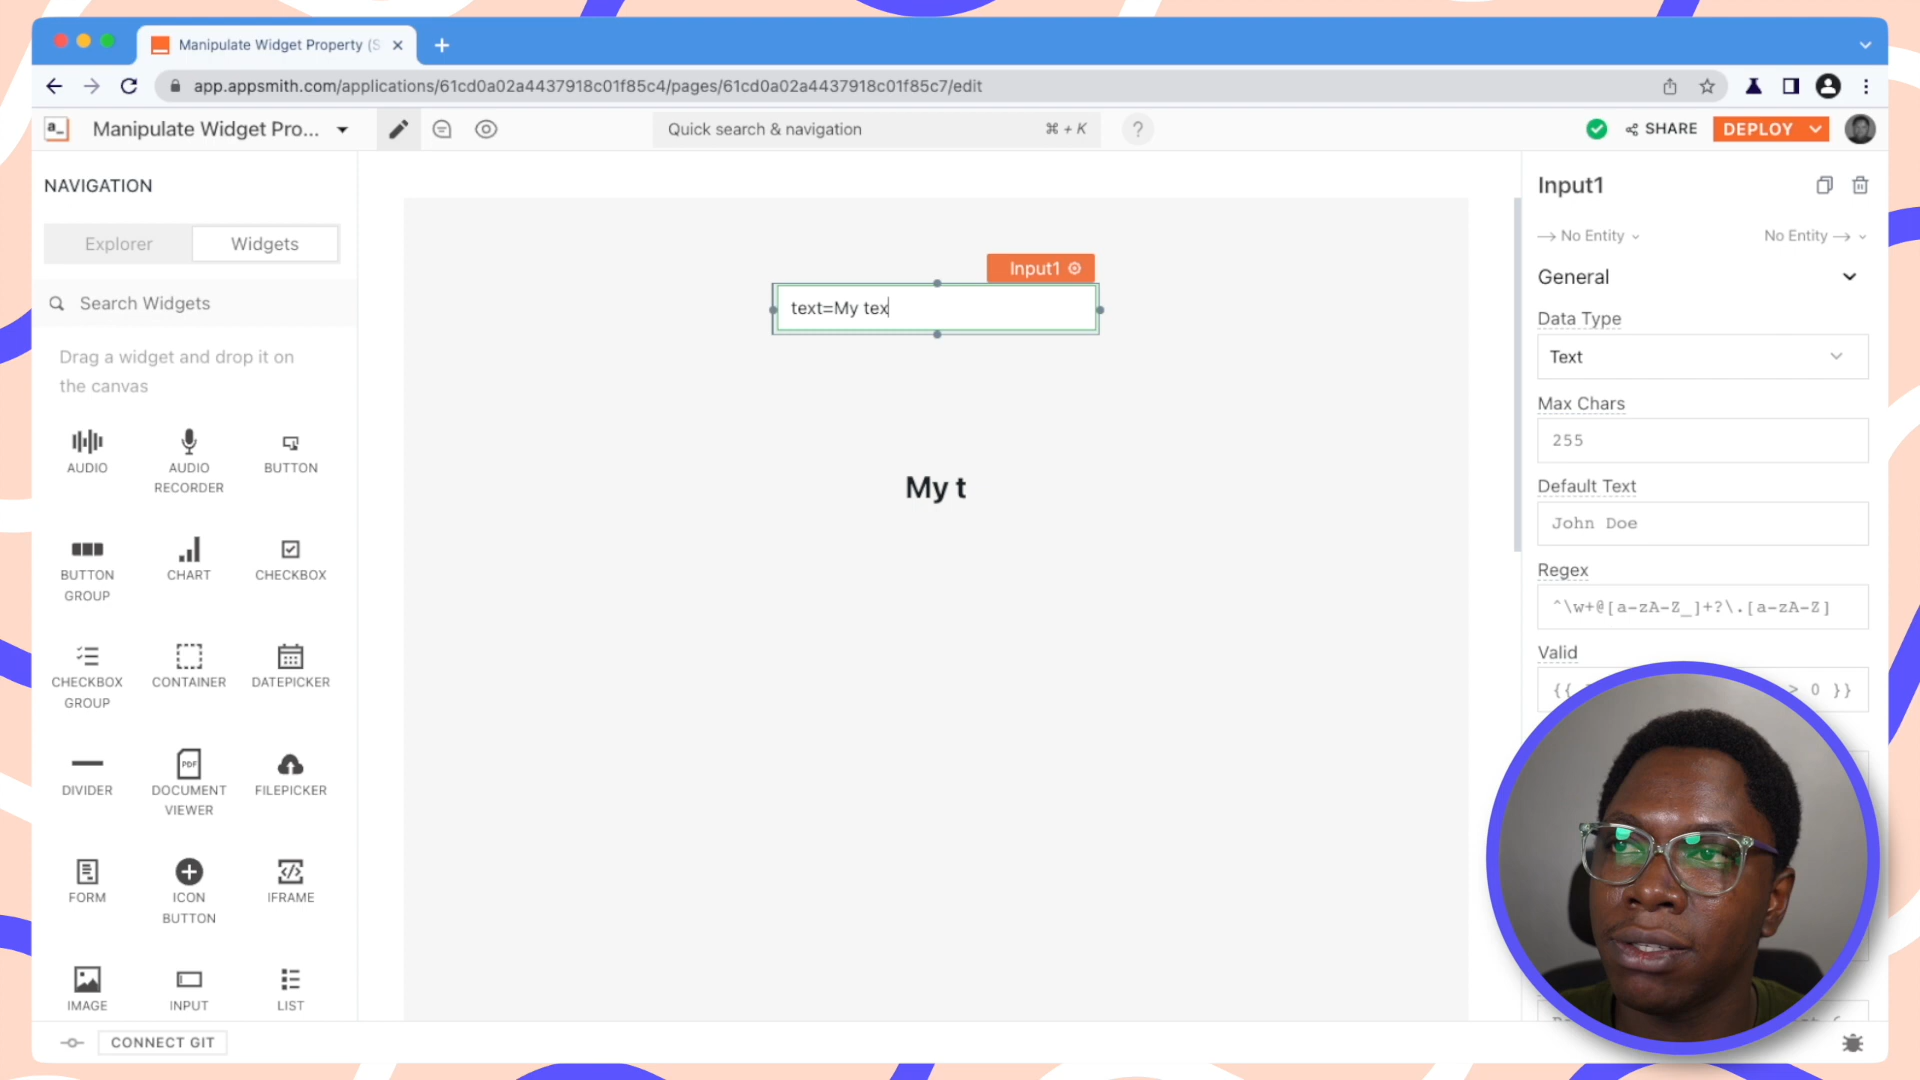 Manipulate Widget Property (S
app.appsmith.com/applications/61cd0a02a4437918c01f85c4/pages/61cd0a02a4437918c01f85c7/edit
a_
Manipulate Widget Pro...
Quick search & navigation
⌘ + K
?
SHARE
DEPLOY
NAVIGATION
Explorer
Widgets
Search Widgets
Drag a widget and drop it on
the canvas
AUDIO
AUDIO
RECORDER
BUTTON
BUTTON
GROUP
CHART
CHECKBOX
CHECKBOX
GROUP
CONTAINER
DATEPICKER
DIVIDER
PDF
DOCUMENT
VIEWER
FILEPICKER
FORM
ICON
BUTTON
IFRAME
IMAGE
INPUT
LIST
CONNECT GIT
Input1
text=My tex
My t
Input1
No Entity
No Entity
General
Data Type
Text
Max Chars
255
Default Text
John Doe
Regex
^\w+@[a-zA-Z_]+?\.[a-zA-Z]
Valid
{{ > 0 }}